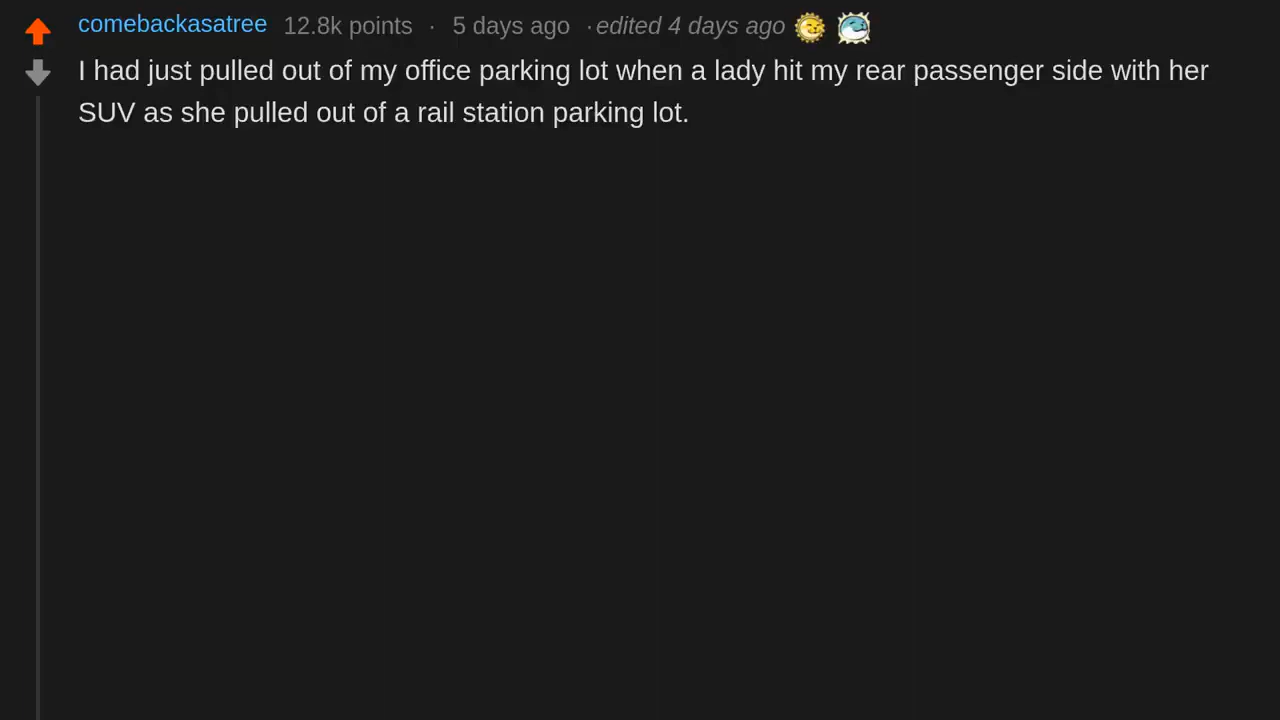 comebackasatree 12.8k points · 5 days ago · edited 4 days ago
I had just pulled out of my office parking lot when a lady hit my rear passenger side with her
SUV as she pulled out of a rail station parking lot.